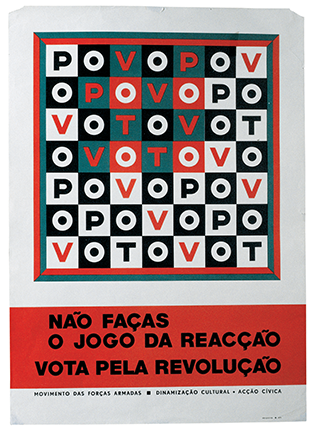 POVOPOV
OPOVOPO
VOTOVOT
OVOTOVO
POVOPOV
OPOVOPO
VOTOVOT
NÃO FAÇAS
O JOGO DA REACÇÃO
VOTA PELA REVOLUÇÃO
MOVIMENTO DAS FORÇAS ARMADAS ■ DINAMIZAÇÃO CULTURAL • ACÇÃO CÍVICA